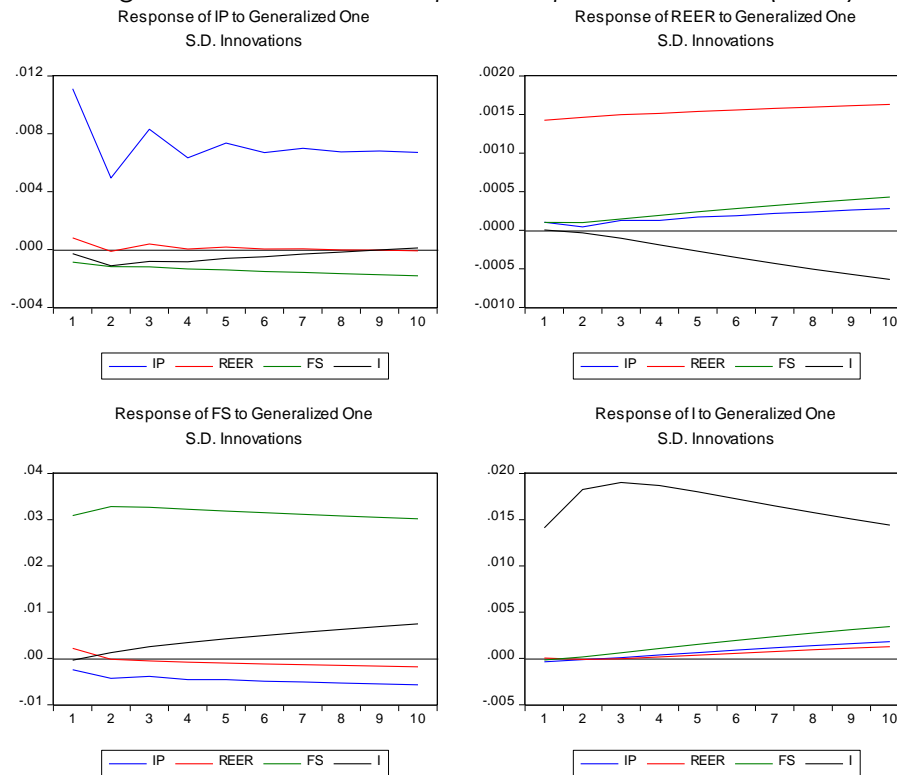 Response of IP to Generalized One
S.D. Innovations
.012
.008
.004
.000
-.004
1 2 3 4 5 6 7 8 9 10
IP REER FS I
Response of REER to Generalized One
S.D. Innovations
.0020
.0015
.0010
.0005
.0000
-.0005
-.0010
1 2 3 4 5 6 7 8 9 10
IP REER FS I
Response of FS to Generalized One
S.D. Innovations
.04
.03
.02
.01
.00
-.01
1 2 3 4 5 6 7 8 9 10
IP REER FS I
Response of I to Generalized One
S.D. Innovations
.020
.015
.010
.005
.000
-.005
1 2 3 4 5 6 7 8 9 10
IP REER FS I